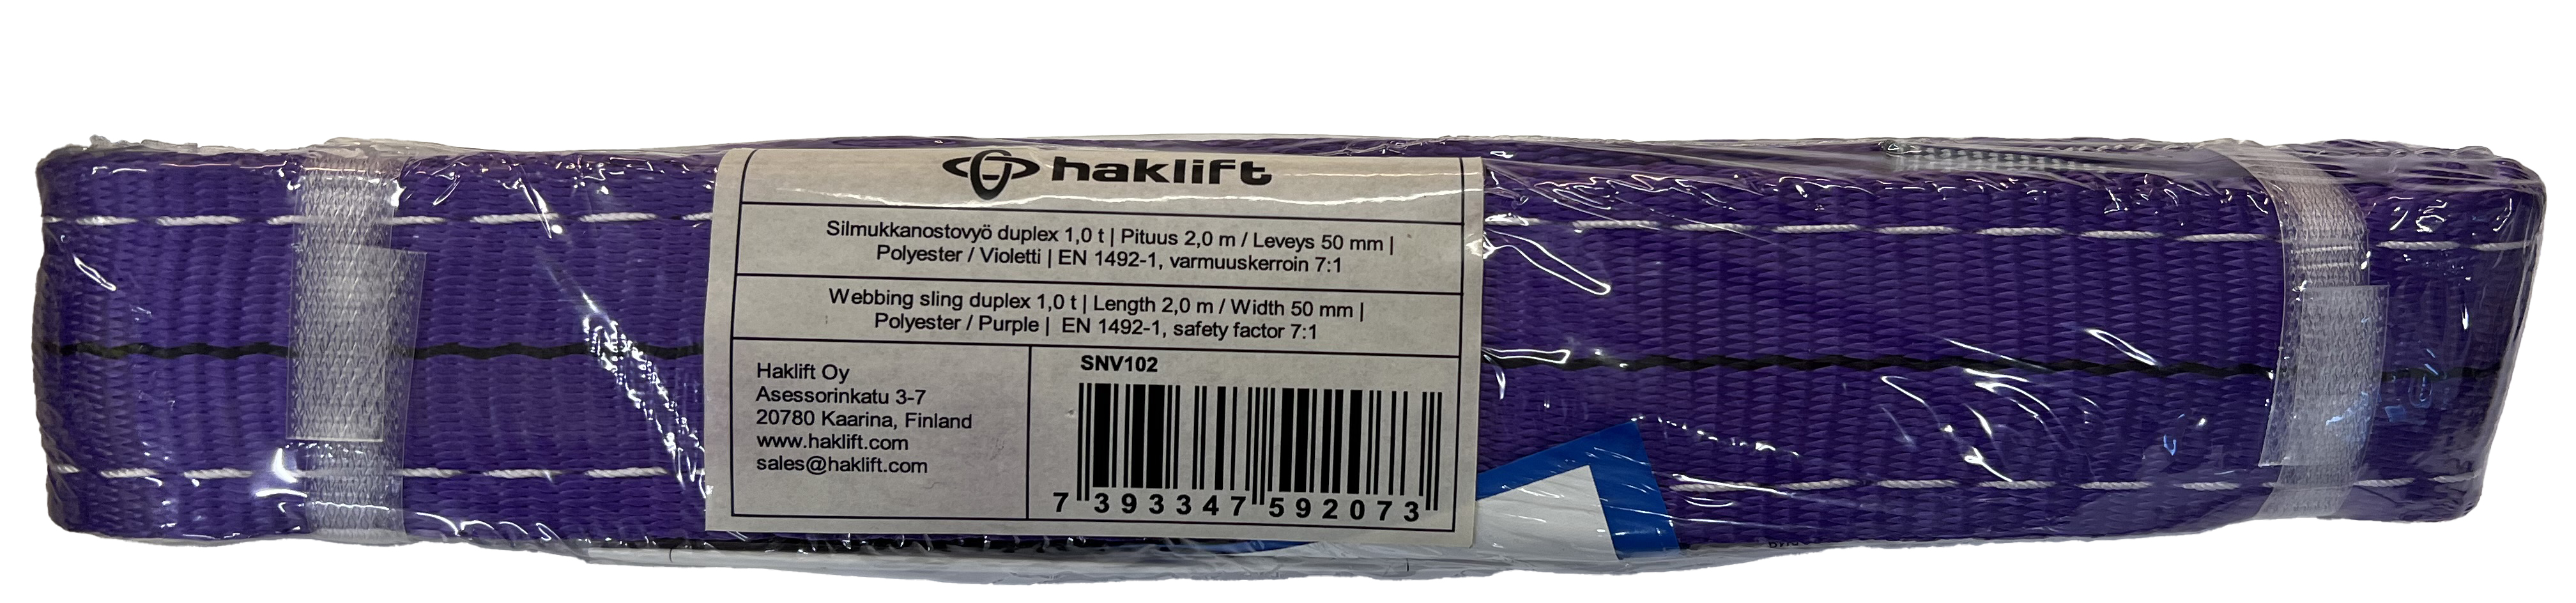 haklift
Silmukkanostovyö duplex 1,0 t | Pituus 2,0 m / Leveys 50 mm |
Polyester / Violetti | EN 1492-1, varmuuskerroin 7:1
Webbing sling duplex 1,0 t | Length 2,0 m / Width 50 mm |
Polyester / Purple | EN 1492-1, safety factor 7:1
Haklift Oy
Asessorinkatu 3-7
20780 Kaarina, Finland
www.haklift.com
sales@haklift.com
SNV102
7 393347 592073